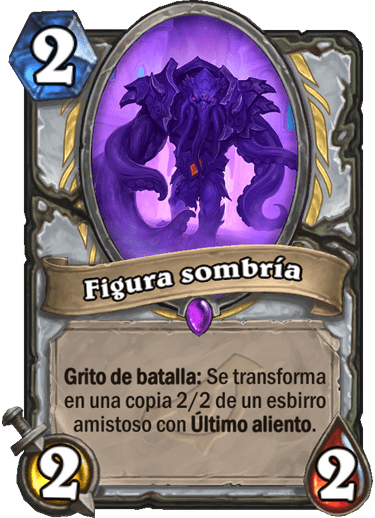 2
Figura sombría
Grito de batalla: Se transforma
en una copia 2/2 de un esbirro
amistoso con Último aliento.
2
2